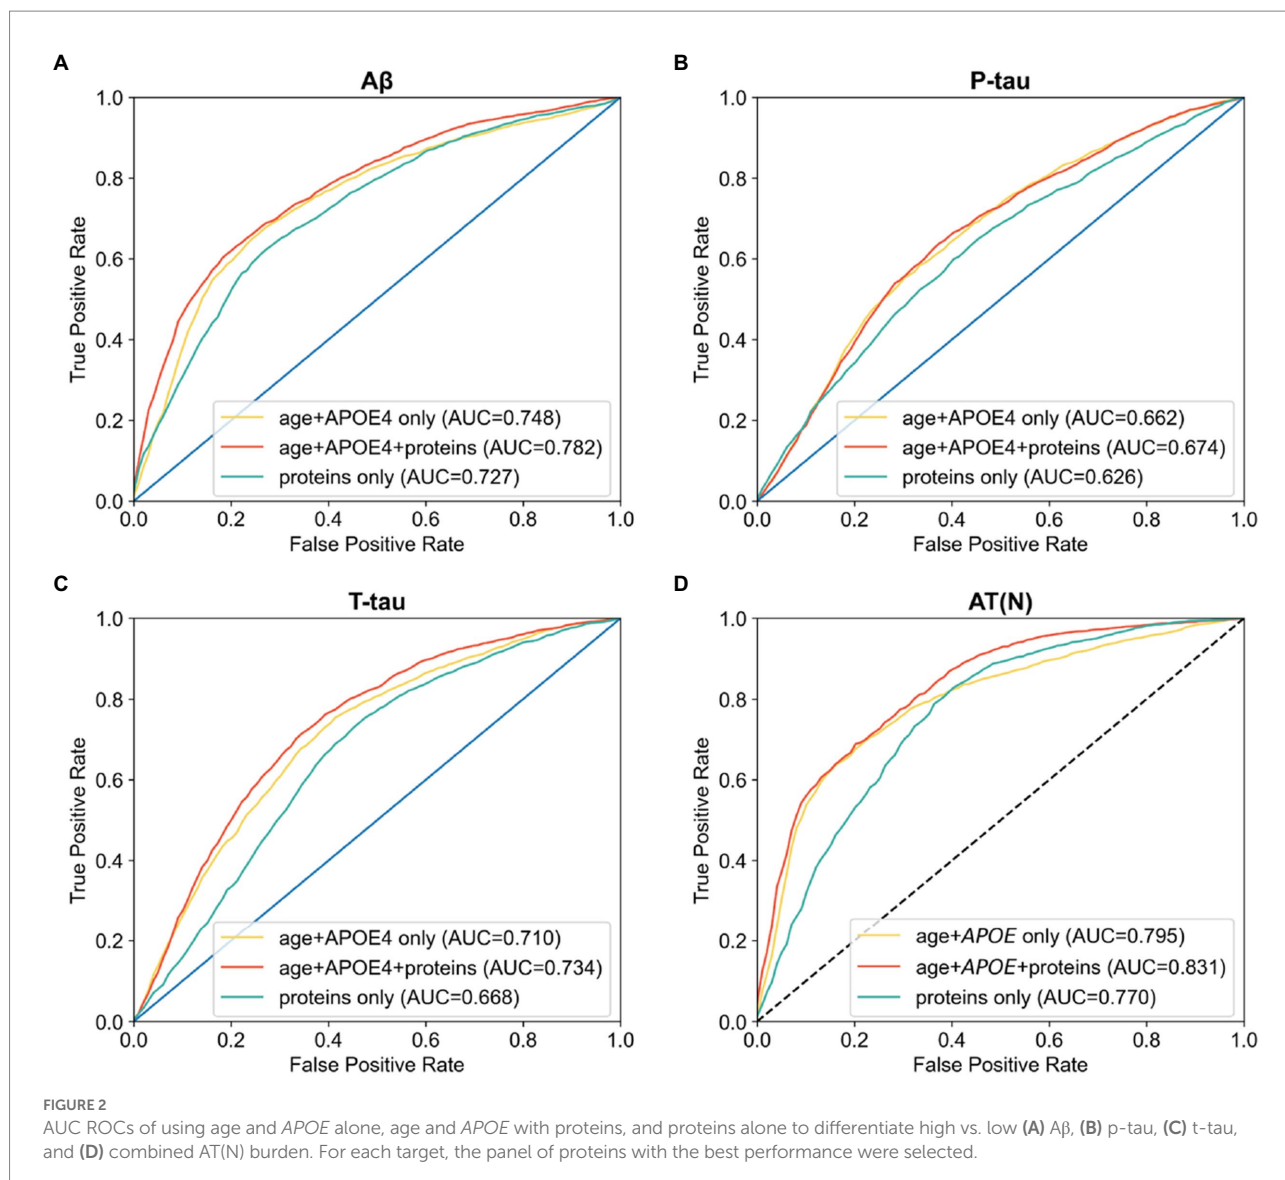 A
Aβ
1.0
0.8
0.6
0.4
0.2
0.0
True Positive Rate
age+APOE4 only (AUC=0.748)
age+APOE4+proteins (AUC=0.782)
proteins only (AUC=0.727)
0.0 0.2 0.4 0.6 0.8 1.0
False Positive Rate
B
P-tau
1.0
0.8
0.6
0.4
0.2
0.0
True Positive Rate
age+APOE4 only (AUC=0.662)
age+APOE4+proteins (AUC=0.674)
proteins only (AUC=0.626)
0.0 0.2 0.4 0.6 0.8 1.0
False Positive Rate
C
T-tau
1.0
0.8
0.6
0.4
0.2
0.0
True Positive Rate
age+APOE4 only (AUC=0.710)
age+APOE4+proteins (AUC=0.734)
proteins only (AUC=0.668)
0.0 0.2 0.4 0.6 0.8 1.0
False Positive Rate
D
AT(N)
1.0
0.8
0.6
0.4
0.2
0.0
True Positive Rate
age+APOE only (AUC=0.795)
age+APOE+proteins (AUC=0.831)
proteins only (AUC=0.770)
0.0 0.2 0.4 0.6 0.8 1.0
False Positive Rate
FIGURE 2
AUC ROCs of using age and APOE alone, age and APOE with proteins, and proteins alone to differentiate high vs. low (A) Aβ, (B) p-tau, (C) t-tau,
and (D) combined AT(N) burden. For each target, the panel of proteins with the best performance were selected.